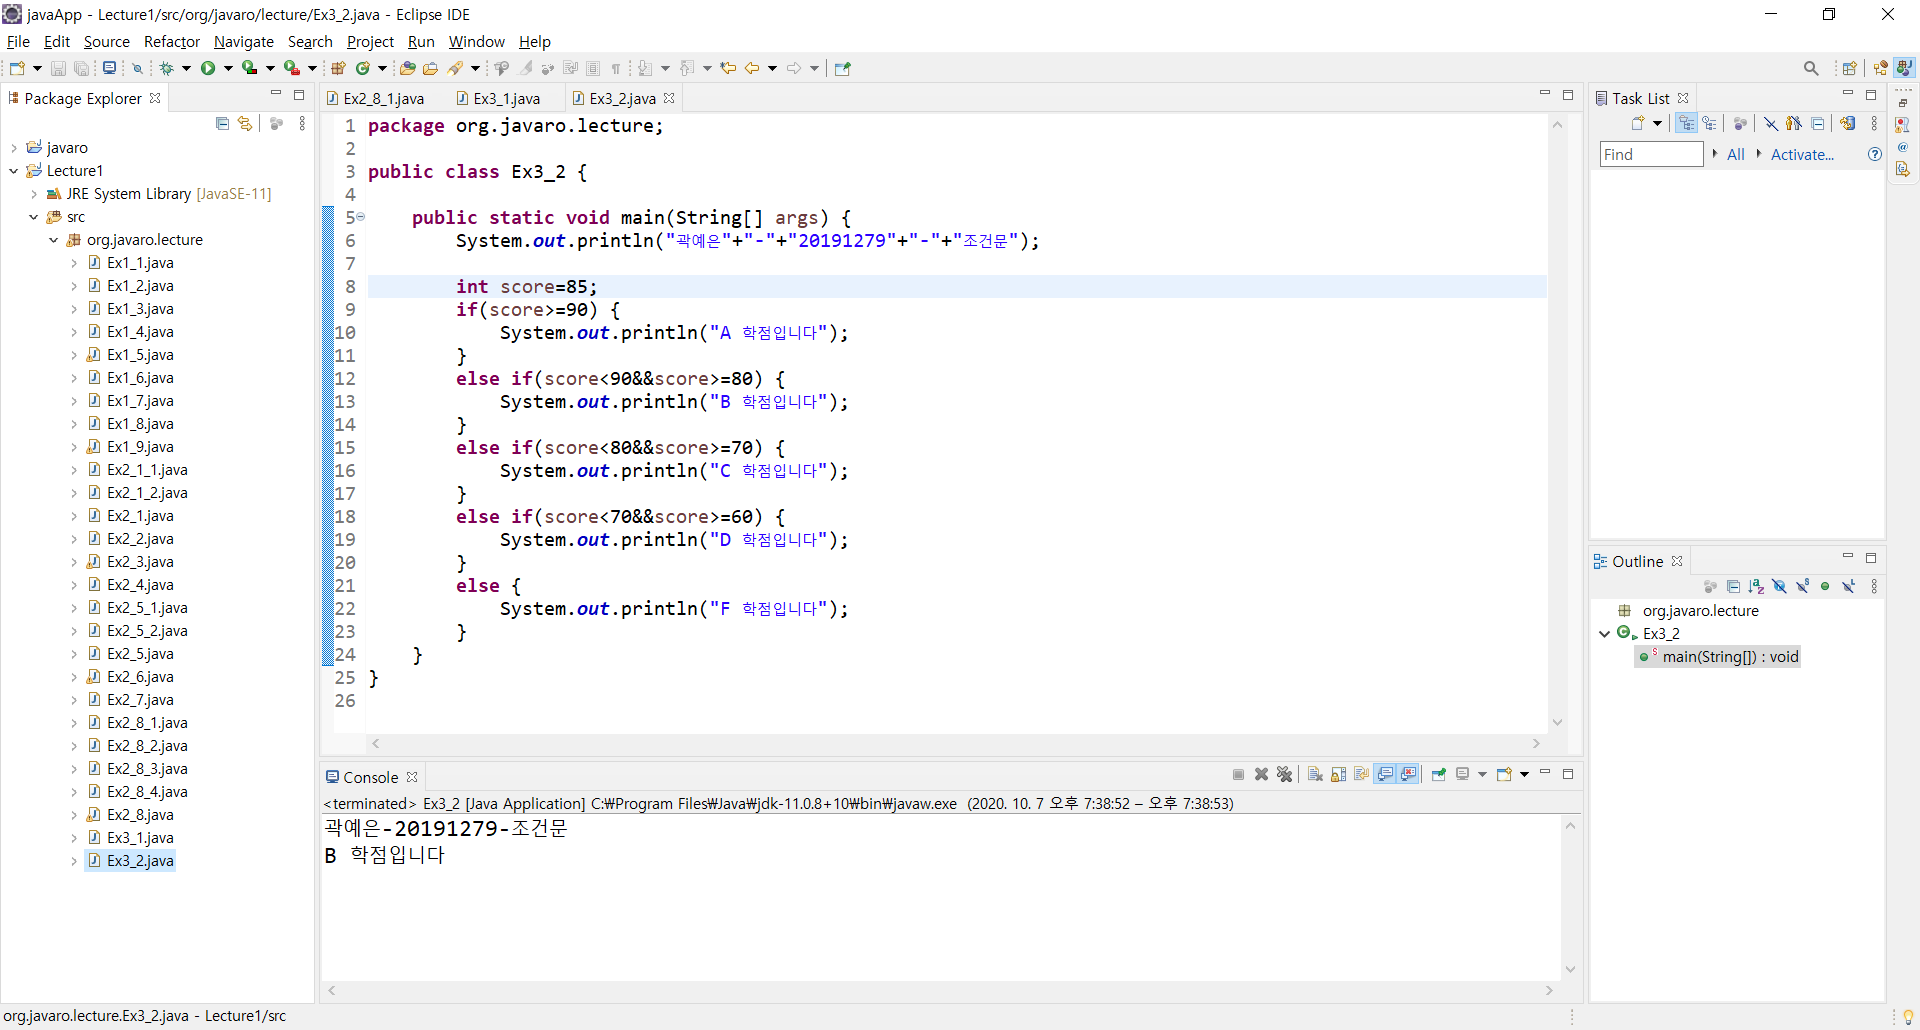 javaApp - Lecture1/src/org/javaro/lecture/Ex3_2.java - Eclipse IDE
File Edit Source Refactor Navigate Search Project Run Window Help
Package Explorer
javaro
Lecture1
JRE System Library [JavaSE-11]
src
org.javaro.lecture
Ex1_1.java
Ex1_2.java
Ex1_3.java
Ex1_4.java
Ex1_5.java
Ex1_6.java
Ex1_7.java
Ex1_8.java
Ex1_9.java
Ex2_1_1.java
Ex2_1_2.java
Ex2_1.java
Ex2_2.java
Ex2_3.java
Ex2_4.java
Ex2_5_1.java
Ex2_5_2.java
Ex2_5.java
Ex2_6.java
Ex2_7.java
Ex2_8_1.java
Ex2_8_2.java
Ex2_8_3.java
Ex2_8_4.java
Ex2_8.java
Ex3_1.java
Ex3_2.java
Ex2_8_1.java Ex3_1.java Ex3_2.java
1 package org.javaro.lecture;
2
3 public class Ex3_2 {
4
5 public static void main(String[] args) {
6 System.out.println("곽예은"+"-"+"20191279"+"-"+"조건문");
7
8 int score=85;
9 if(score>=90) {
10 System.out.println("A 학점입니다");
11 }
12 else if(score<90&&score>=80) {
13 System.out.println("B 학점입니다");
14 }
15 else if(score<80&&score>=70) {
16 System.out.println("C 학점입니다");
17 }
18 else if(score<70&&score>=60) {
19 System.out.println("D 학점입니다");
20 }
21 else {
22 System.out.println("F 학점입니다");
23 }
24 }
25 }
26
Console
<terminated> Ex3_2 [Java Application] C:₩Program Files₩Java₩jdk-11.0.8+10₩bin₩javaw.exe (2020. 10. 7 오후 7:38:52 – 오후 7:38:53)
곽예은-20191279-조건문
B 학점입니다
Task List
Find All Activate...
Outline
org.javaro.lecture
Ex3_2
main(String[]) : void
org.javaro.lecture.Ex3_2.java - Lecture1/src